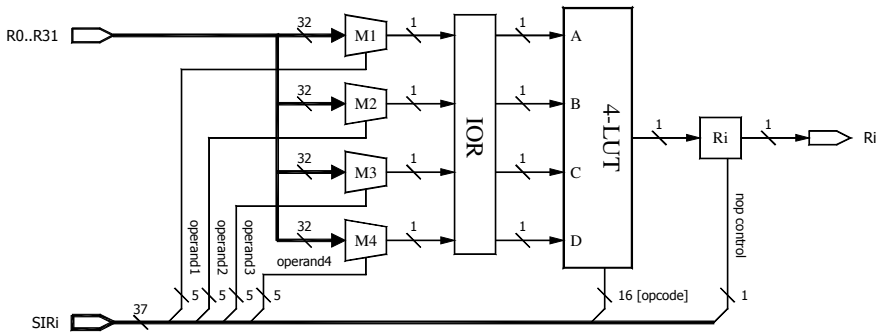 R0..R31
32
M1
1
1
A
32
M2
1
1
B
32
M3
1
1
C
32
M4
1
1
D
IOR
4-LUT
1
Ri
1
Ri
operand1
operand2
operand3
operand4
nop control
5
5
5
5
16 [opcode]
1
SIRi
37